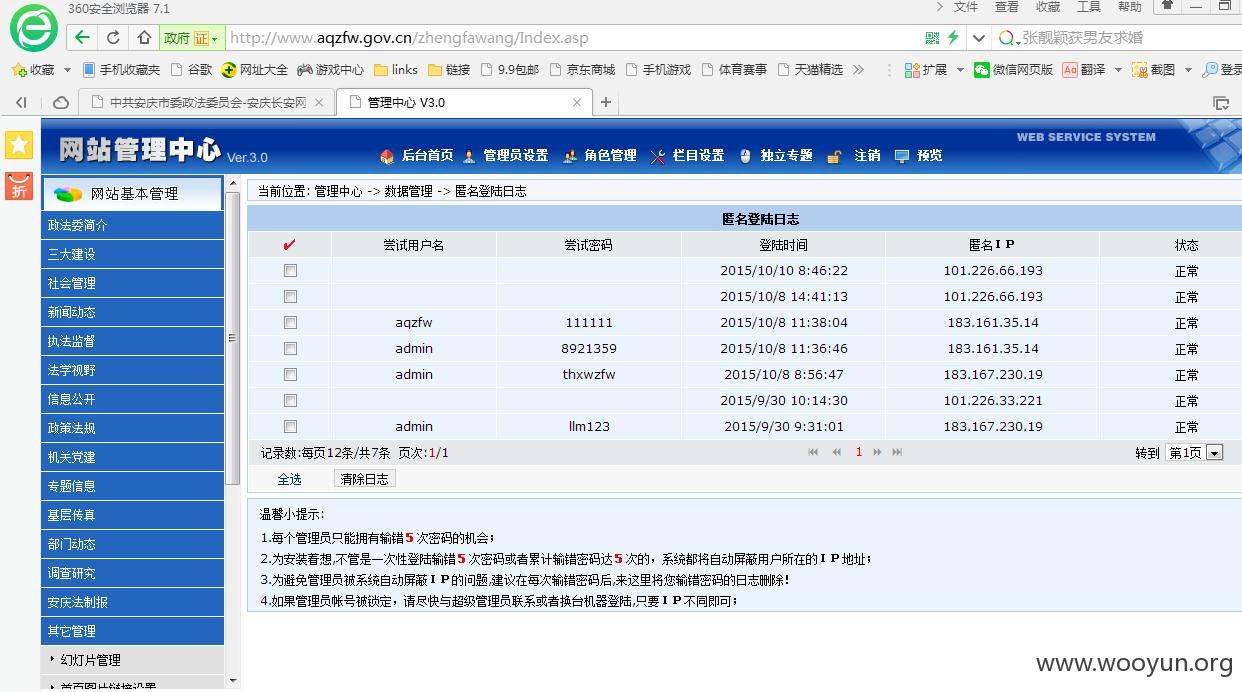 360安全浏览器 7.1
文件 查看 收藏 工具 帮助
政府 证 http://www.aqzfw.gov.cn/zhengfawang/Index.asp 张靓颖获男友求婚
收藏 手机收藏夹 谷歌 网址大全 游戏中心 links 链接 9.9包邮 京东商城 手机游戏 体育赛事 天猫精选 扩展 微信网页版 Aa 翻译 截图 登录
中共安庆市委政法委员会-安庆长安网 管理中心 V3.0
折
网站管理中心 Ver.3.0
WEB SERVICE SYSTEM
后台首页 管理员设置 角色管理 栏目设置 独立专题 注销 预览
网站基本管理
政法委简介
三大建设
社会管理
新闻动态
执法监督
法学视野
信息公开
政策法规
机关党建
专题信息
基层传真
部门动态
调查研究
安庆法制报
其它管理
幻灯片管理
首页图片链接设置
当前位置: 管理中心 -> 数据管理 -> 匿名登陆日志
匿名登陆日志
尝试用户名 尝试密码 登陆时间 匿名ＩＰ 状态
2015/10/10 8:46:22 101.226.66.193 正常
2015/10/8 14:41:13 101.226.66.193 正常
aqzfw 111111 2015/10/8 11:38:04 183.161.35.14 正常
admin 8921359 2015/10/8 11:36:46 183.161.35.14 正常
admin thxwzfw 2015/10/8 8:56:47 183.167.230.19 正常
2015/9/30 10:14:30 101.226.33.221 正常
admin llm123 2015/9/30 9:31:01 183.167.230.19 正常
记录数:每页12条/共7条 页次:1/1 1 转到 第1页
全选 清除日志
温馨小提示:
1.每个管理员只能拥有输错5次密码的机会;
2.为安装着想,不管是一次性登陆输错5次密码或者累计输错密码达5次的，系统都将自动屏蔽用户所在的ＩＰ地址;
3.为避免管理员被系统自动屏蔽ＩＰ的问题,建议在每次输错密码后,来这里将您输错密码的日志删除!
4.如果管理员帐号被锁定，请尽快与超级管理员联系或者换台机器登陆,只要ＩＰ不同即可;
www.wooyun.org